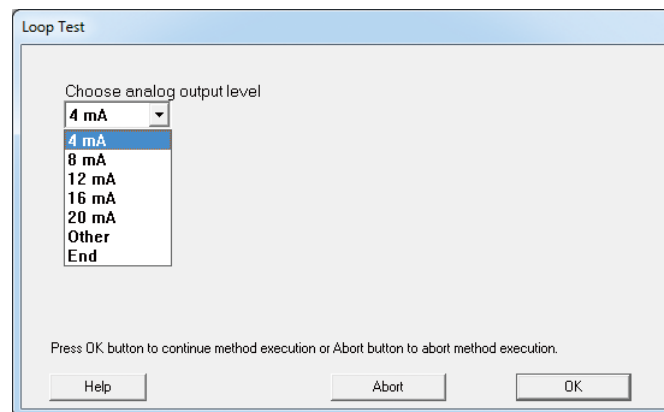 Loop Test
Choose analog output level
4 mA
4 mA
8 mA
12 mA
16 mA
20 mA
Other
End
Press OK button to continue method execution or Abort button to abort method execution.
Help
Abort
OK